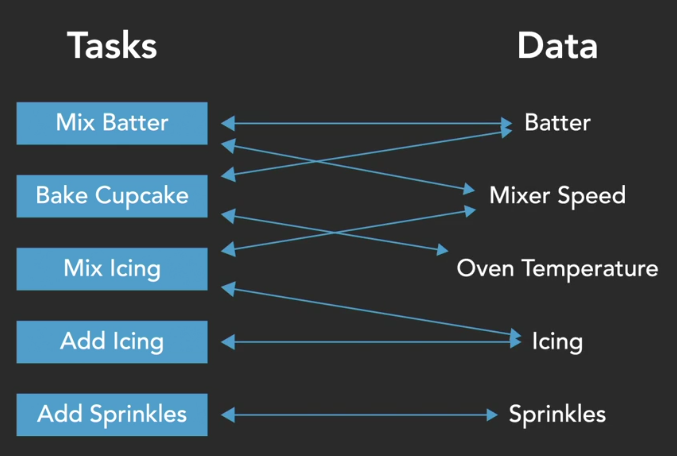 Tasks
Data
Mix Batter
Batter
Bake Cupcake
Mixer Speed
Mix Icing
Oven Temperature
Add Icing
Icing
Add Sprinkles
Sprinkles